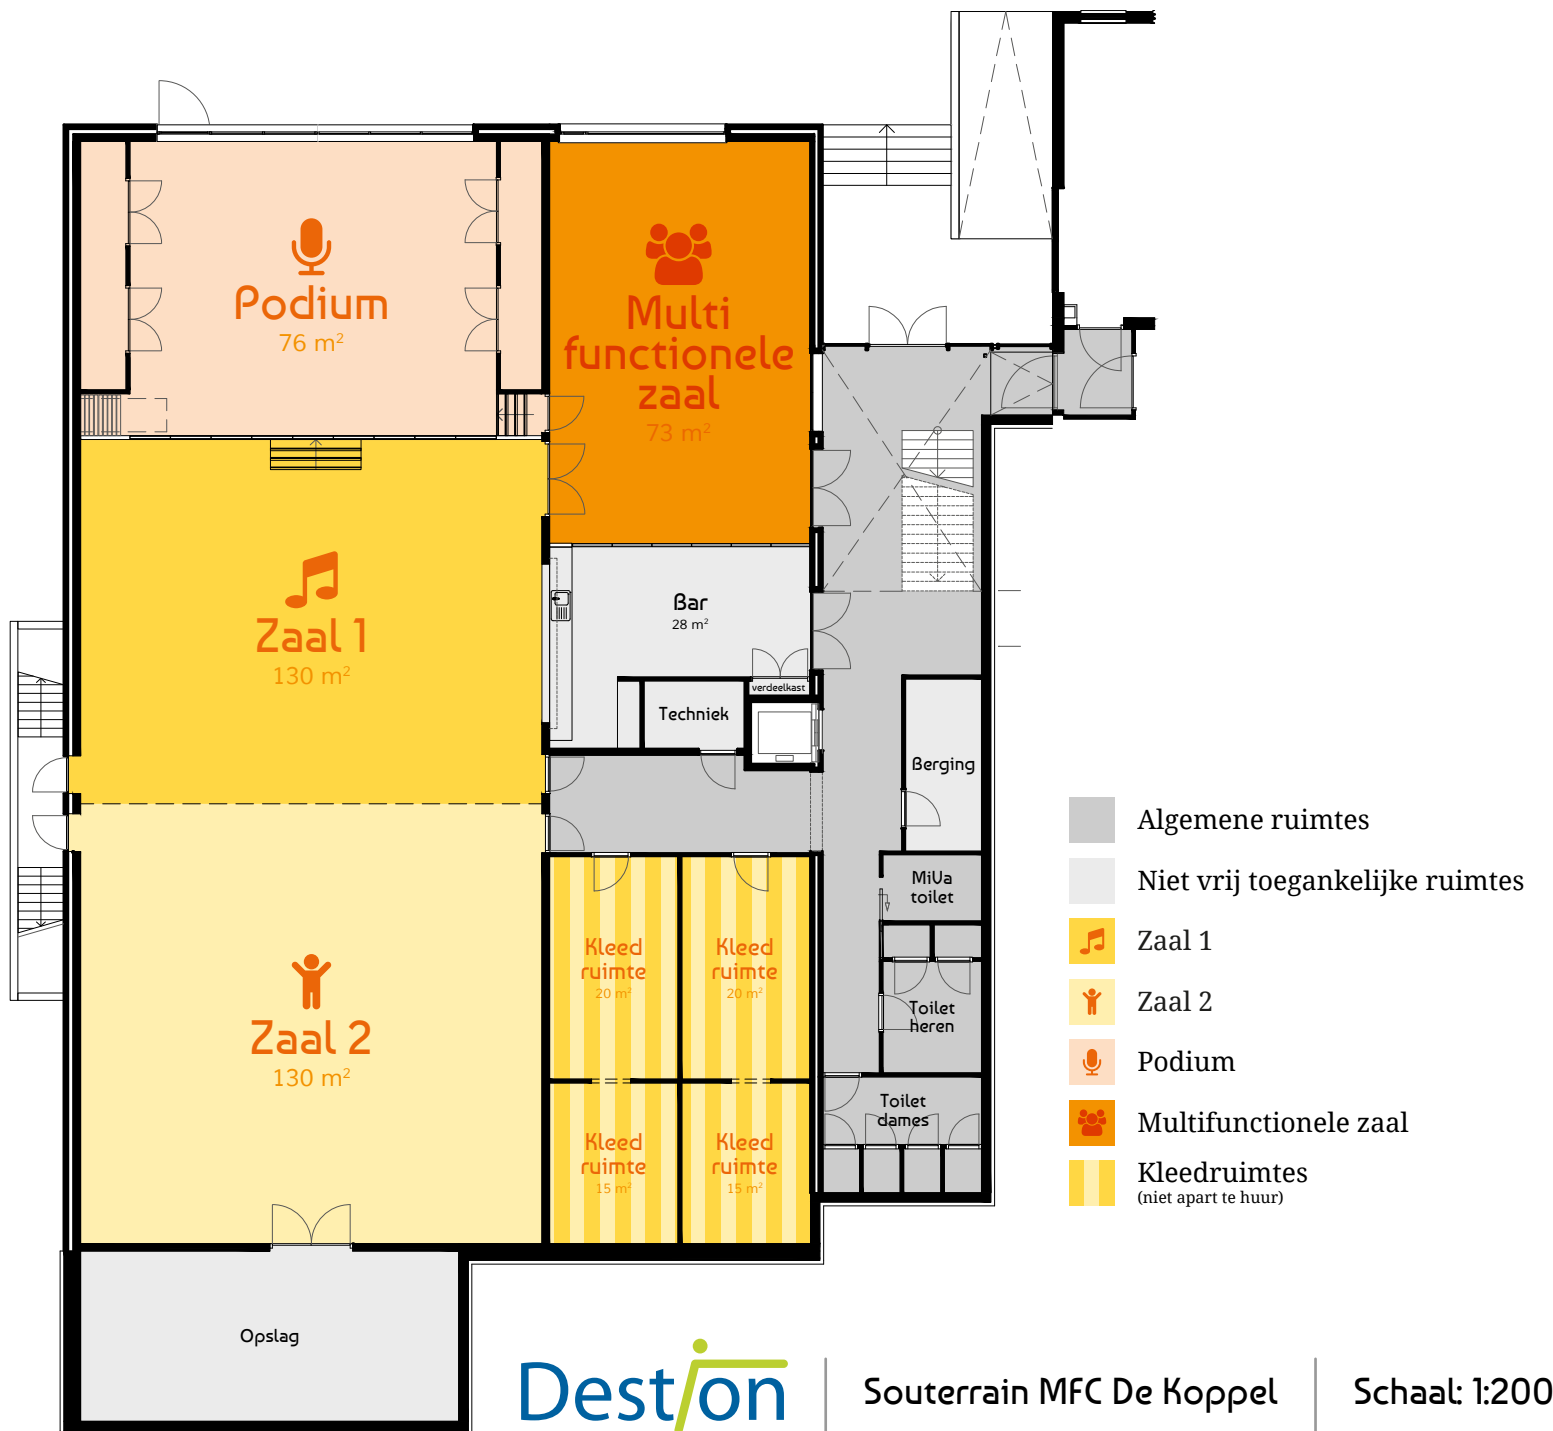 Podium
76 m²
Multi
functionele
zaal
73 m²
Zaal 1
130 m²
Bar
28 m²
verdeelkast
Techniek
Berging
MiVa
toilet
Toilet
heren
Toilet
dames
Kleed
ruimte
20 m²
Kleed
ruimte
20 m²
Kleed
ruimte
15 m²
Kleed
ruimte
15 m²
Zaal 2
130 m²
Opslag
Algemene ruimtes
Niet vrij toegankelijke ruimtes
Zaal 1
Zaal 2
Podium
Multifunctionele zaal
Kleedruimtes
(niet apart te huur)
Destion
Souterrain MFC De Koppel
Schaal: 1:200